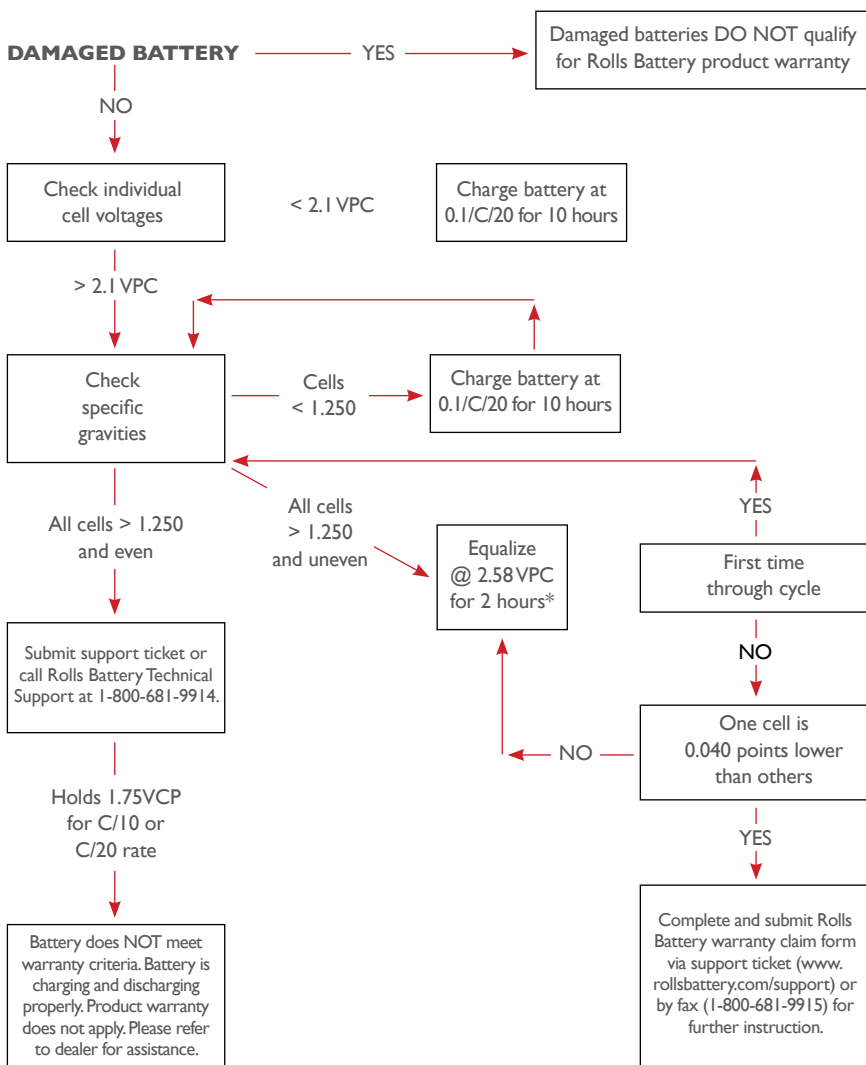 DAMAGED BATTERY
YES
Damaged batteries DO NOT qualify
for Rolls Battery product warranty
NO
Check individual
cell voltages
< 2.1 VPC
Charge battery at
0.1/C/20 for 10 hours
> 2.1 VPC
Check
specific
gravities
Cells
< 1.250
Charge battery at
0.1/C/20 for 10 hours
All cells > 1.250
and even
All cells
> 1.250
and uneven
Equalize
@ 2.58 VPC
for 2 hours*
YES
First time
through cycle
NO
One cell is
0.040 points lower
than others
NO
YES
Submit support ticket or
call Rolls Battery Technical
Support at 1-800-681-9914.
Holds 1.75VCP
for C/10 or
C/20 rate
Battery does NOT meet
warranty criteria. Battery is
charging and discharging
properly. Product warranty
does not apply. Please refer
to dealer for assistance.
Complete and submit Rolls
Battery warranty claim form
via support ticket (www.
rollsbattery.com/support) or
by fax (1-800-681-9915) for
further instruction.